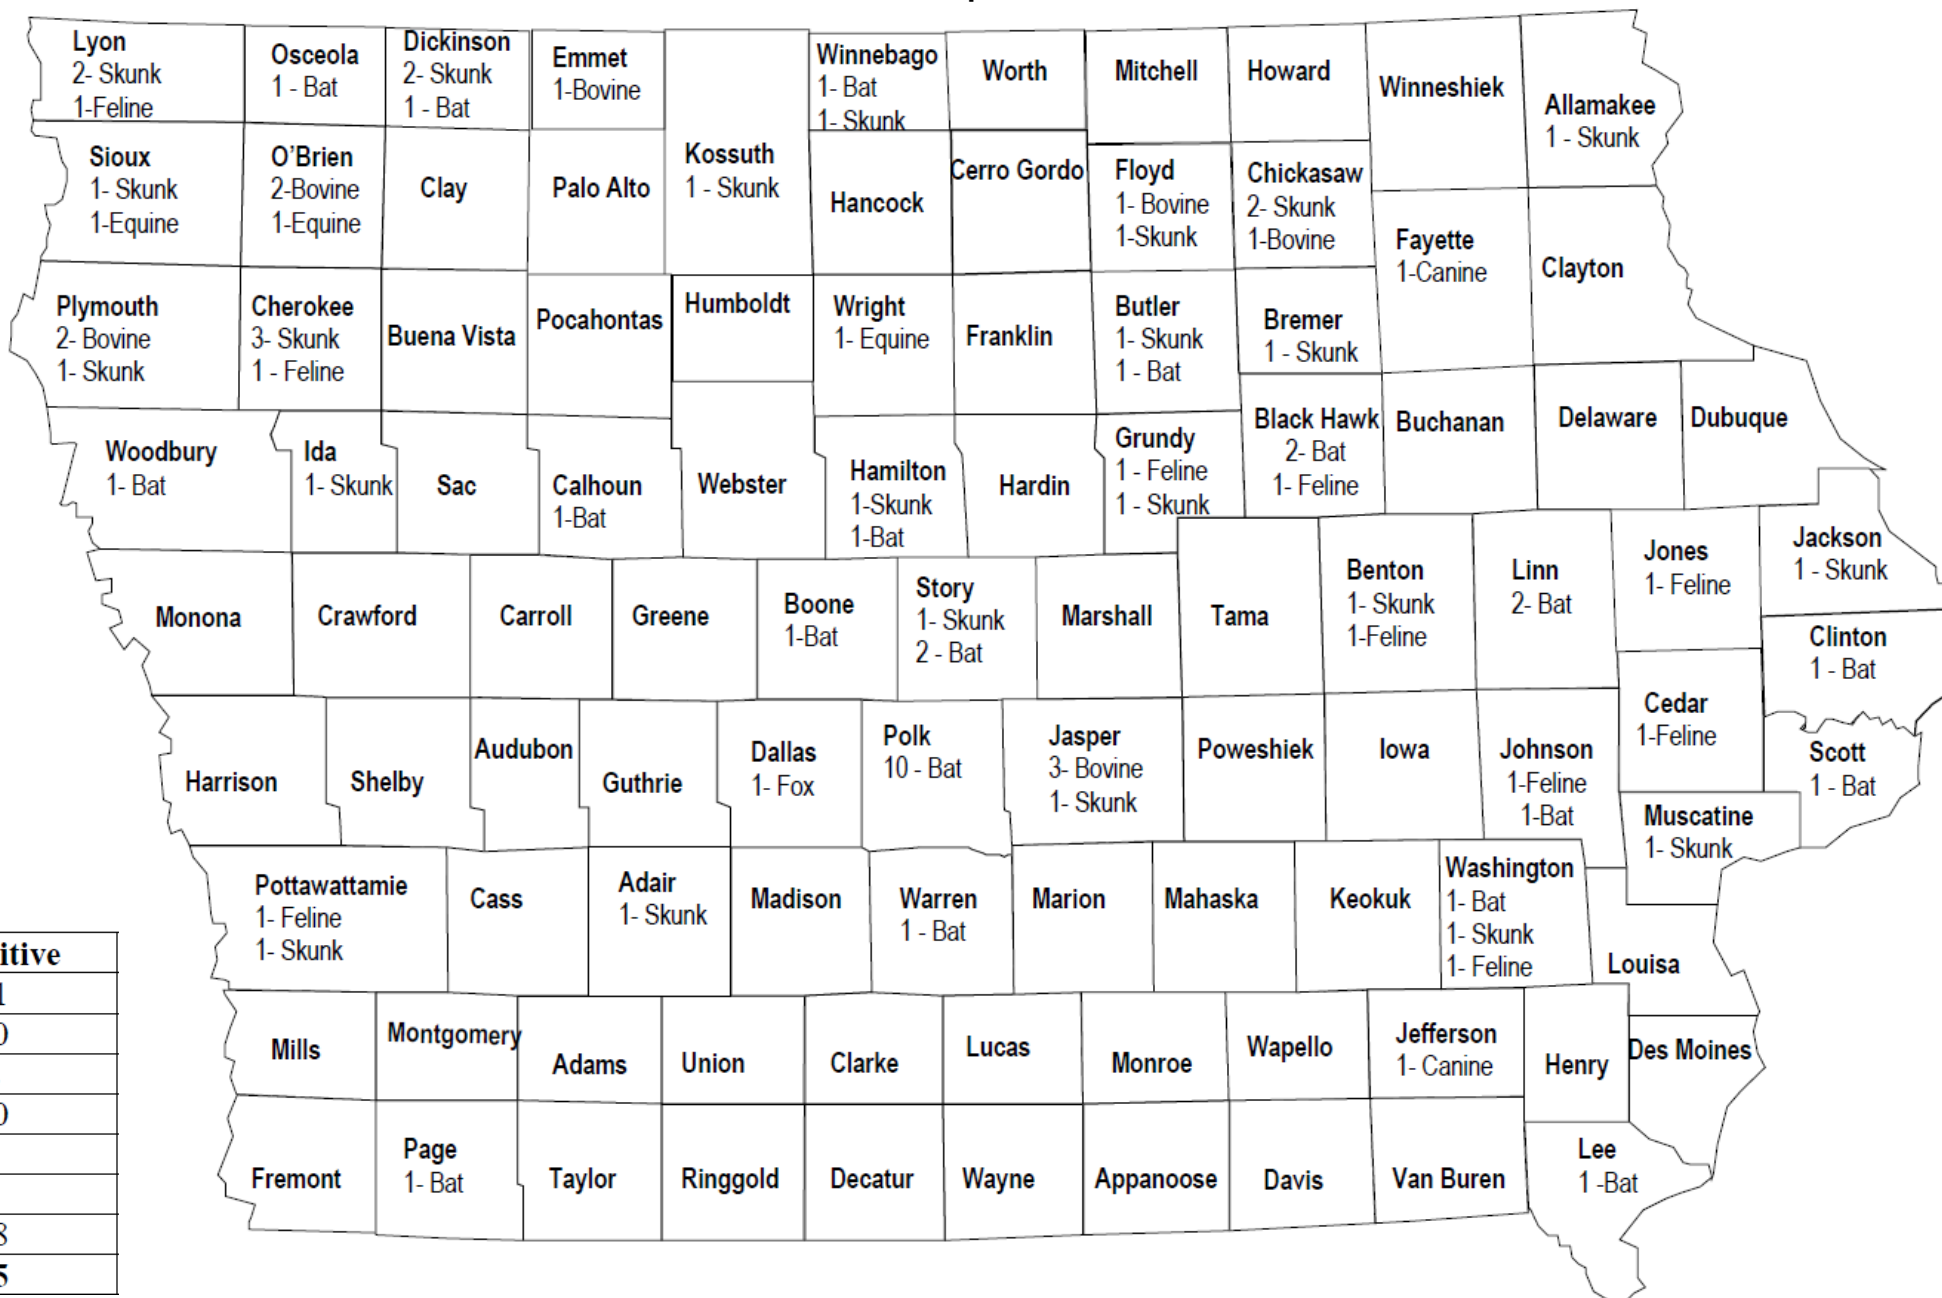 Lyon
2- Skunk
1-Feline
Osceola
1 - Bat
Dickinson
2- Skunk
1 - Bat
Emmet
1-Bovine
Kossuth
1 - Skunk
Winnebago
1- Bat
1- Skunk
Worth
Mitchell
Howard
Winneshiek
Allamakee
1 - Skunk
Sioux
1- Skunk
1-Equine
O'Brien
2-Bovine
1-Equine
Clay
Palo Alto
Hancock
Cerro Gordo
Floyd
1- Bovine
1-Skunk
Chickasaw
2- Skunk
1-Bovine
Fayette
1-Canine
Clayton
Plymouth
2- Bovine
1- Skunk
Cherokee
3- Skunk
1 - Feline
Buena Vista
Pocahontas
Humboldt
Wright
1- Equine
Franklin
Butler
1- Skunk
1 - Bat
Bremer
1 - Skunk
Woodbury
1- Bat
Ida
1- Skunk
Sac
Calhoun
1-Bat
Webster
Hamilton
1-Skunk
1-Bat
Hardin
Grundy
1 - Feline
1 - Skunk
Black Hawk
2- Bat
1- Feline
Buchanan
Delaware
Dubuque
Monona
Crawford
Carroll
Greene
Boone
1-Bat
Story
1- Skunk
2 - Bat
Marshall
Tama
Benton
1- Skunk
1-Feline
Linn
2- Bat
Jones
1- Feline
Jackson
1 - Skunk
Clinton
1 - Bat
Harrison
Shelby
Audubon
Guthrie
Dallas
1- Fox
Polk
10 - Bat
Jasper
3- Bovine
1- Skunk
Poweshiek
Iowa
Johnson
1-Feline
1-Bat
Cedar
1-Feline
Scott
1 - Bat
Muscatine
1- Skunk
Pottawattamie
1- Feline
1- Skunk
Cass
Adair
1- Skunk
Madison
Warren
1 - Bat
Marion
Mahaska
Keokuk
Washington
1- Bat
1- Skunk
1- Feline
Louisa
Mills
Montgomery
Adams
Union
Clarke
Lucas
Monroe
Wapello
Jefferson
1- Canine
Henry
Des Moines
Fremont
Page
1- Bat
Taylor
Ringgold
Decatur
Wayne
Appanoose
Davis
Van Buren
Lee
1 -Bat
itive
1
0
0
8
5